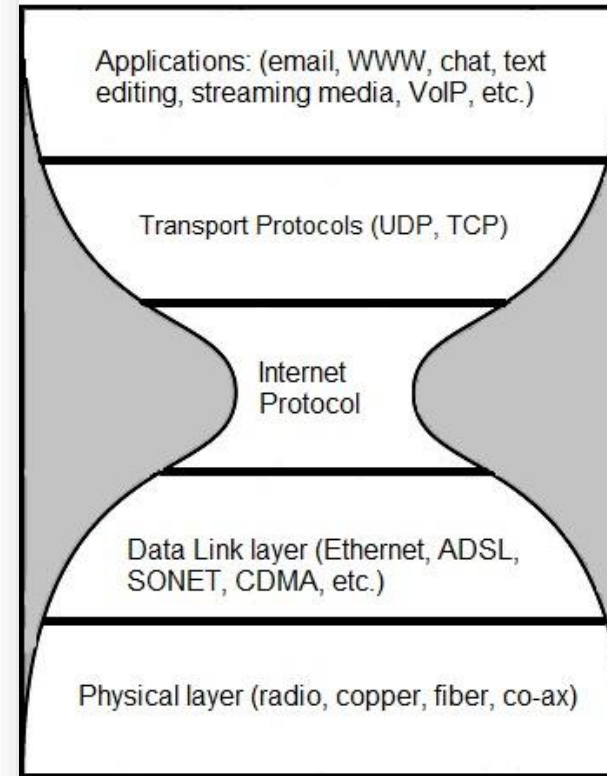 Applications: (email, WWW, chat, text
editing, streaming media, VoIP, etc.)
Transport Protocols (UDP, TCP)
Internet
Protocol
Data Link layer (Ethernet, ADSL,
SONET, CDMA, etc.)
Physical layer (radio, copper, fiber, co-ax)